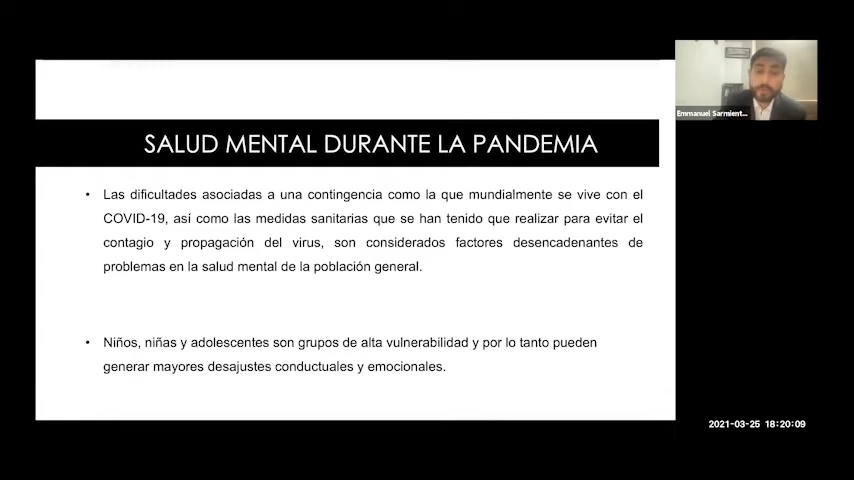 Emmanuel Sarmient...
SALUD MENTAL DURANTE LA PANDEMIA
• Las dificultades asociadas a una contingencia como la que mundialmente se vive con el
COVID-19, así como las medidas sanitarias que se han tenido que realizar para evitar el
contagio y propagación del virus, son considerados factores desencadenantes de
problemas en la salud mental de la población general.
• Niños, niñas y adolescentes son grupos de alta vulnerabilidad y por lo tanto pueden
generar mayores desajustes conductuales y emocionales.
2021-03-25 18:20:09